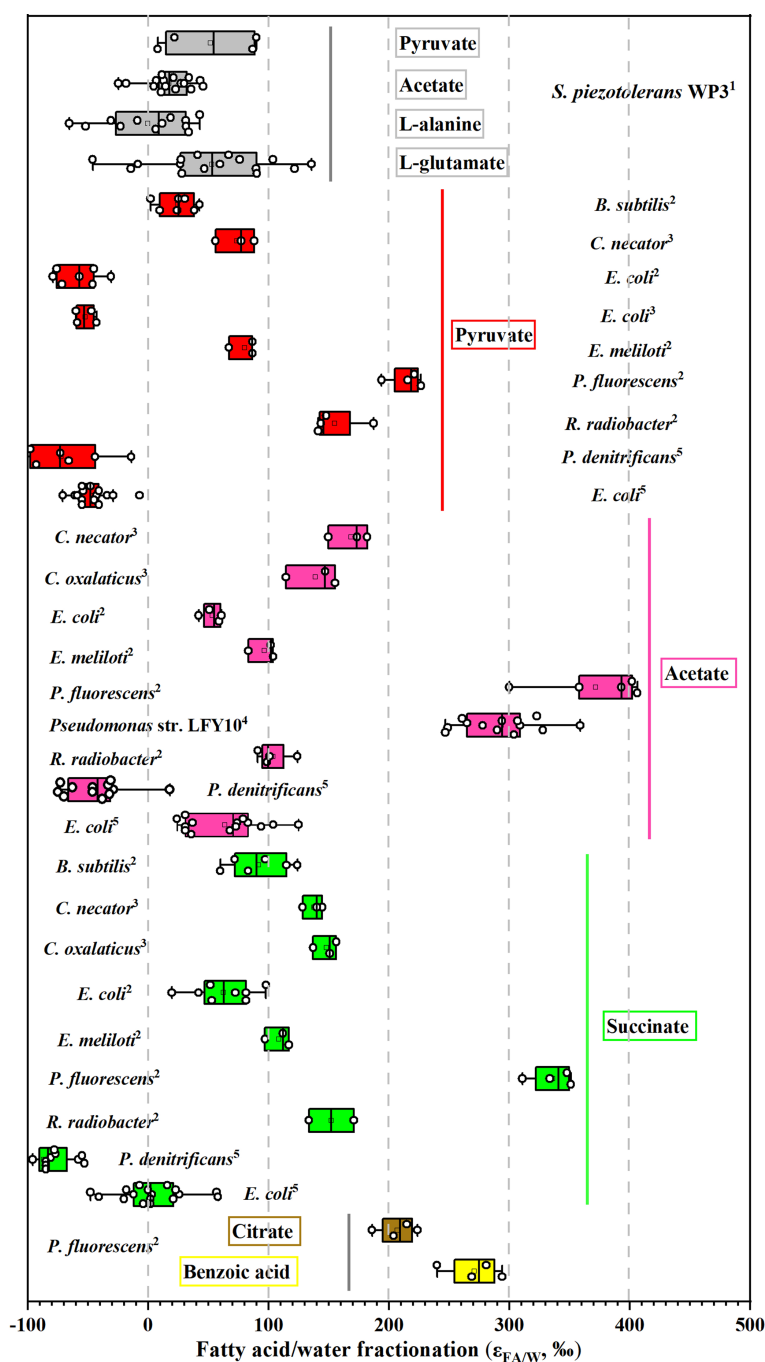 Pyruvate
Acetate
S. piezotolerans WP3¹
L-alanine
L-glutamate
B. subtilis²
C. necator³
E. coli²
E. coli³
Pyruvate
E. meliloti²
P. fluorescens²
R. radiobacter²
P. denitrificans⁵
E. coli⁵
C. necator³
C. oxalaticus³
E. coli²
E. meliloti²
Acetate
P. fluorescens²
Pseudomonas str. LFY10⁴
R. radiobacter²
P. denitrificans⁵
E. coli⁵
B. subtilis²
C. necator³
C. oxalaticus³
E. coli²
Succinate
E. meliloti²
P. fluorescens²
R. radiobacter²
P. denitrificans⁵
E. coli⁵
Citrate
P. fluorescens²
Benzoic acid
-100 0 100 200 300 400 500
Fatty acid/water fractionation (εFA/W, ‰)